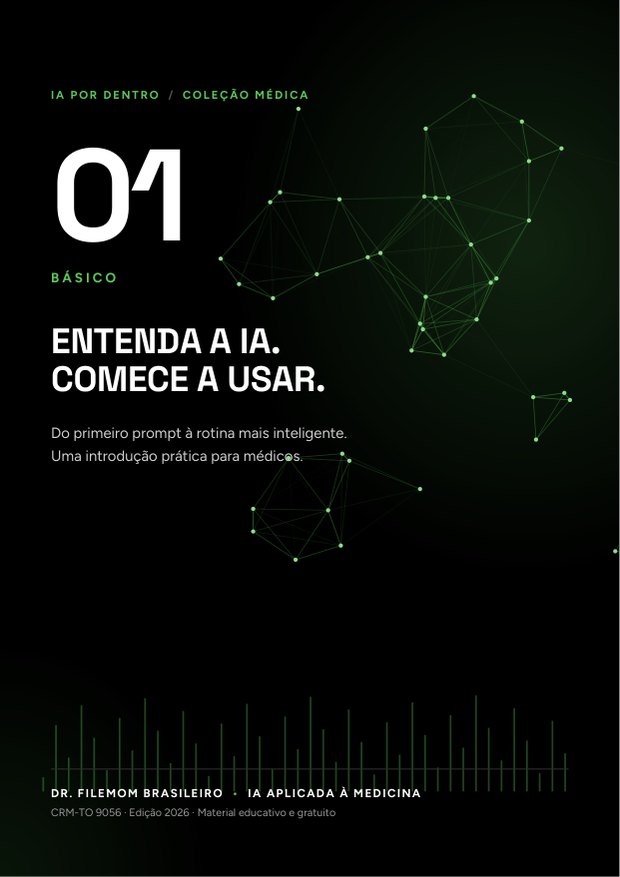 IA POR DENTRO / COLEÇÃO MÉDICA
01
BÁSICO
ENTENDA A IA.
COMECE A USAR.
Do primeiro prompt à rotina mais inteligente.
Uma introdução prática para médicos.
DR. FILEMOM BRASILEIRO • IA APLICADA À MEDICINA
CRM-TO 9056 · Edição 2026 · Material educativo e gratuito